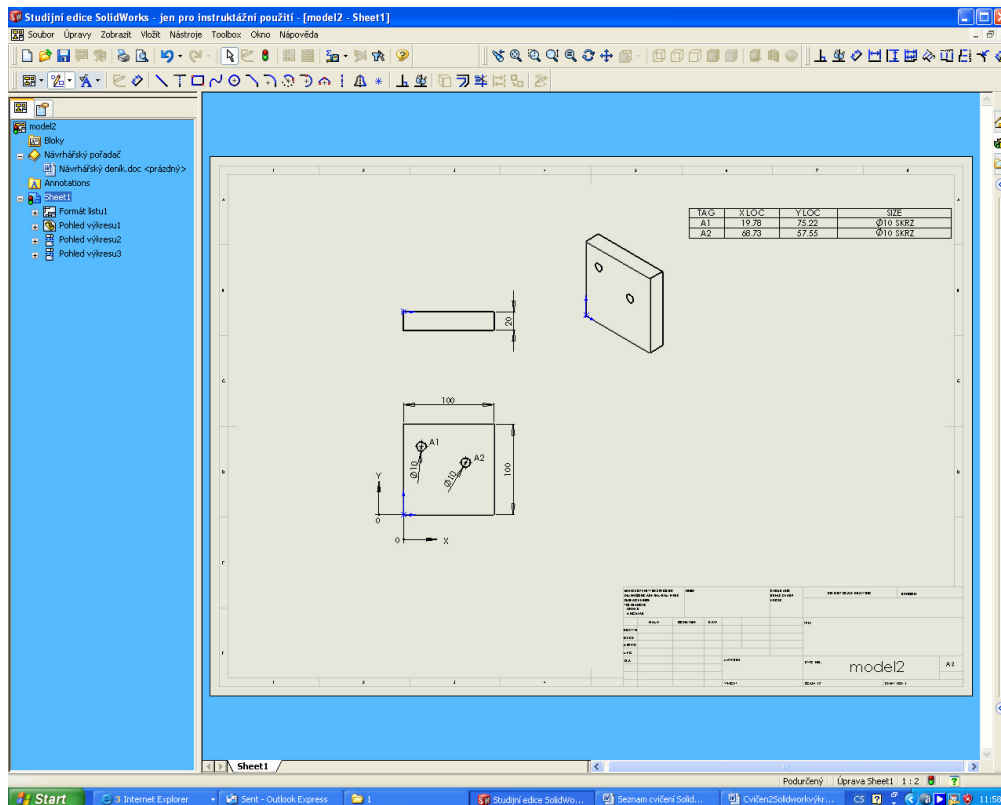 Studijní edice SolidWorks - jen pro instruktážní použití - [model2 - Sheet1]
Soubor Úpravy Zobrazit Vložit Nástroje Toolbox Okno Nápověda
model2
Bloky
Návrhářský pořadač
Návrhářský deník.doc <prázdný>
Annotations
Sheet1
Formát listu1
Pohled výkresu1
Pohled výkresu2
Pohled výkresu3
TAG X LOC Y LOC SIZE
A1 19.78 75.22 Ø10 SKRZ
A2 68.73 57.55 Ø10 SKRZ
20
100
A1
A2
Ø10
Ø10
100
Y
0
0 X
model2
A3
Sheet1
Podurčený Úprava Sheet1 1 : 2
Start 3 Internet Explorer Sent - Outlook Express 1 Studijní edice SolidWo... Seznam cvičení Solid... Cvičen2Solidworkvýkr... CS 11:58